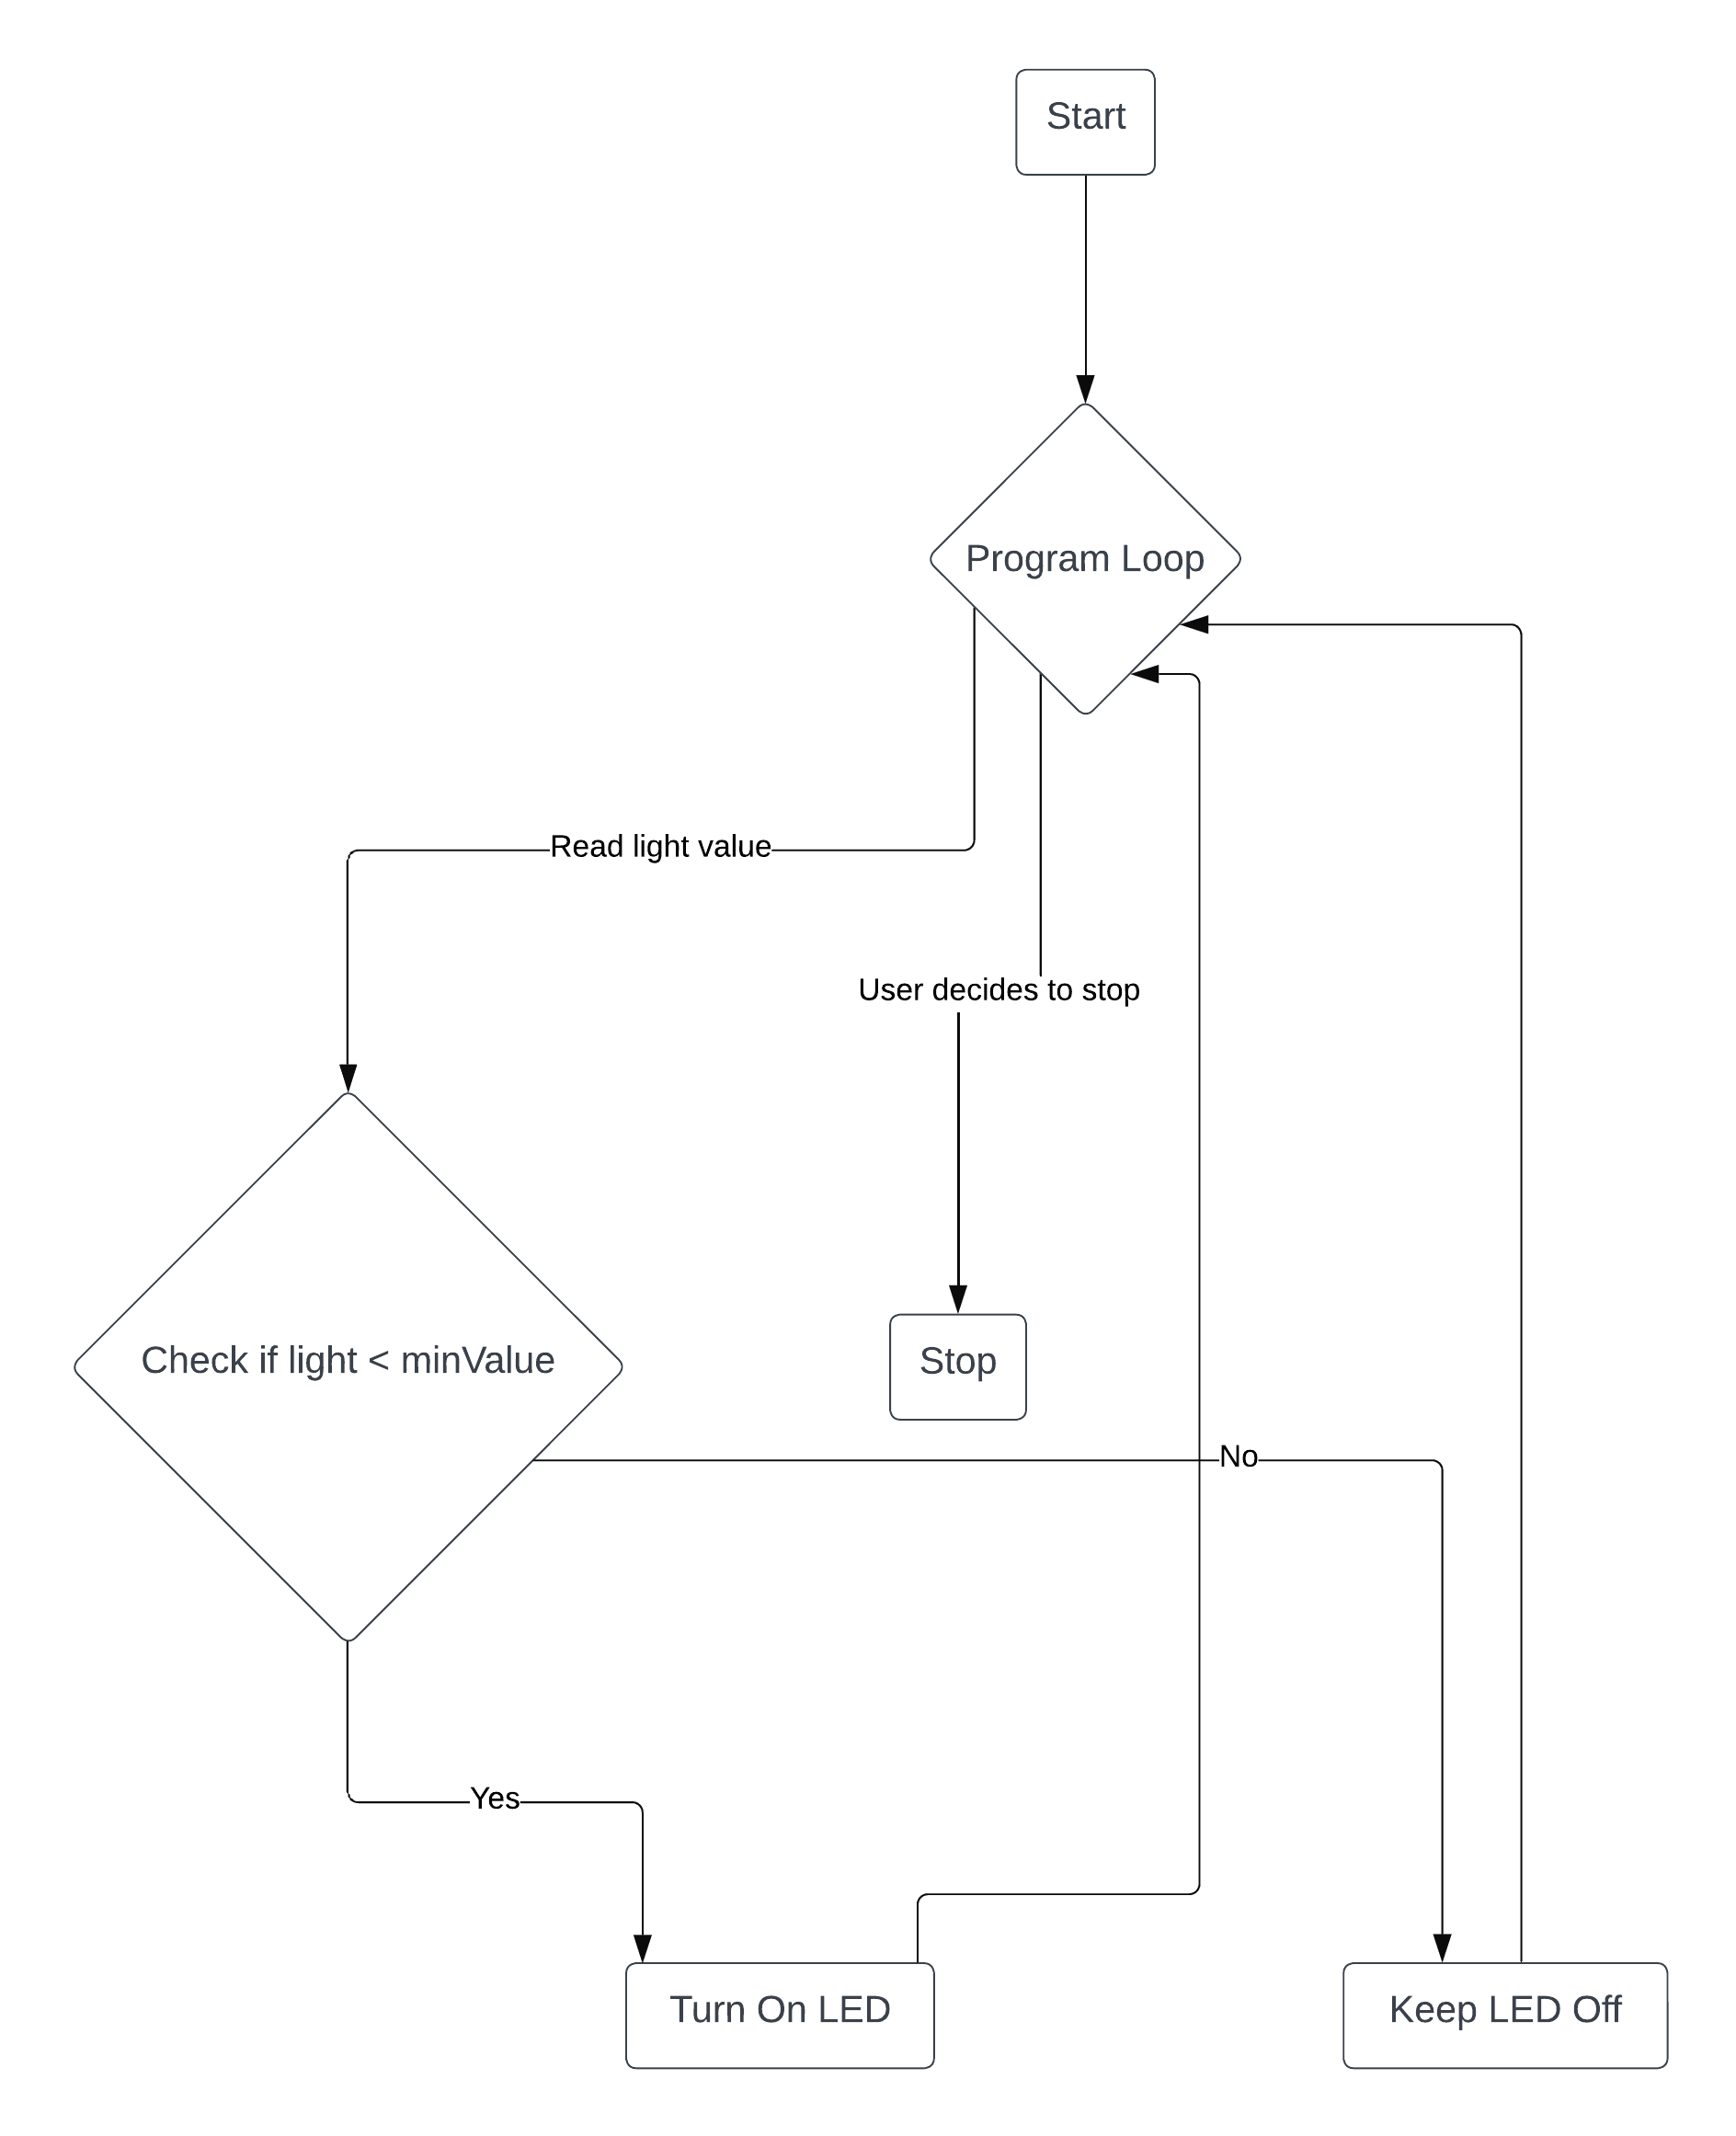 Start
Program Loop
Read light value
User decides to stop
Check if light < minValue
Stop
No
Yes
Turn On LED
Keep LED Off